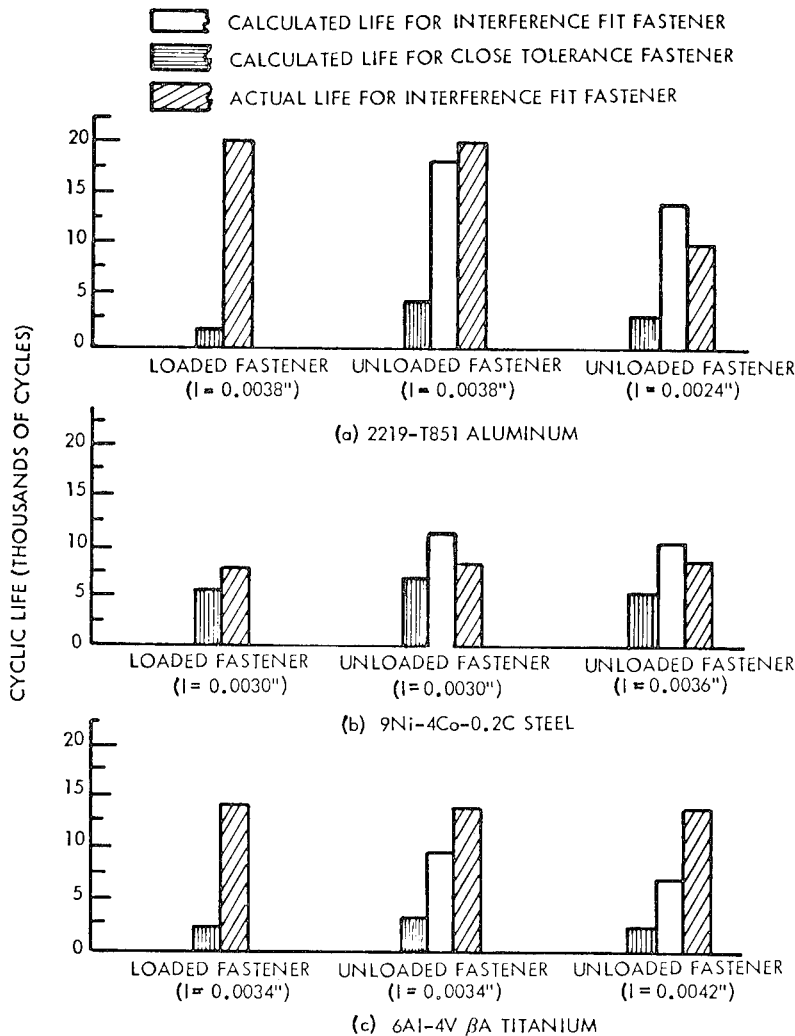 CALCULATED LIFE FOR INTERFERENCE FIT FASTENER
CALCULATED LIFE FOR CLOSE TOLERANCE FASTENER
ACTUAL LIFE FOR INTERFERENCE FIT FASTENER
CYCLIC LIFE (THOUSANDS OF CYCLES)
20
15
10
5
0
LOADED FASTENER
(I = 0.0038")
UNLOADED FASTENER
(I = 0.0038")
UNLOADED FASTENER
(I = 0.0024")
(a) 2219-T851 ALUMINUM
20
15
10
5
0
LOADED FASTENER
(I = 0.0030")
UNLOADED FASTENER
(I = 0.0030")
UNLOADED FASTENER
(I = 0.0036")
(b) 9Ni-4Co-0.2C STEEL
20
15
10
5
0
LOADED FASTENER
(I = 0.0034")
UNLOADED FASTENER
(I = 0.0034")
UNLOADED FASTENER
(I = 0.0042")
(c) 6Al-4V βA TITANIUM